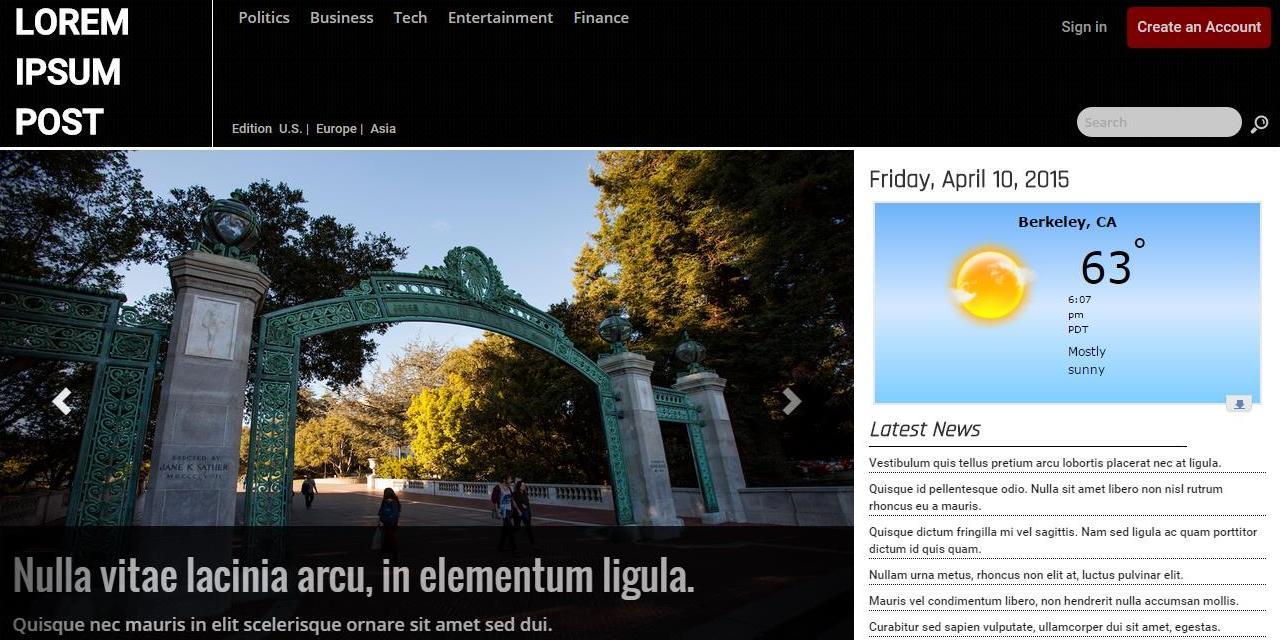 LOREM
IPSUM
POST
Politics Business Tech Entertainment Finance
Sign in
Create an Account
Edition U.S. | Europe | Asia
Search
ERECTED BY
JANE K SATHER
Nulla vitae lacinia arcu, in elementum ligula.
Quisque nec mauris in elit scelerisque ornare sit amet sed dui.
Friday, April 10, 2015
Berkeley, CA
63°
6:07
pm
PDT
Mostly
sunny
Latest News
Vestibulum quis tellus pretium arcu lobortis placerat nec at ligula.
Quisque id pellentesque odio. Nulla sit amet libero non nisl rutrum
rhoncus eu a mauris.
Quisque dictum fringilla mi vel sagittis. Nam sed ligula ac quam porttitor
dictum id quis quam.
Nullam urna metus, rhoncus non elit at, luctus pulvinar elit.
Mauris vel condimentum libero, non hendrerit nulla accumsan mollis.
Curabitur sed sapien vulputate, ullamcorper dui sit amet, egestas.